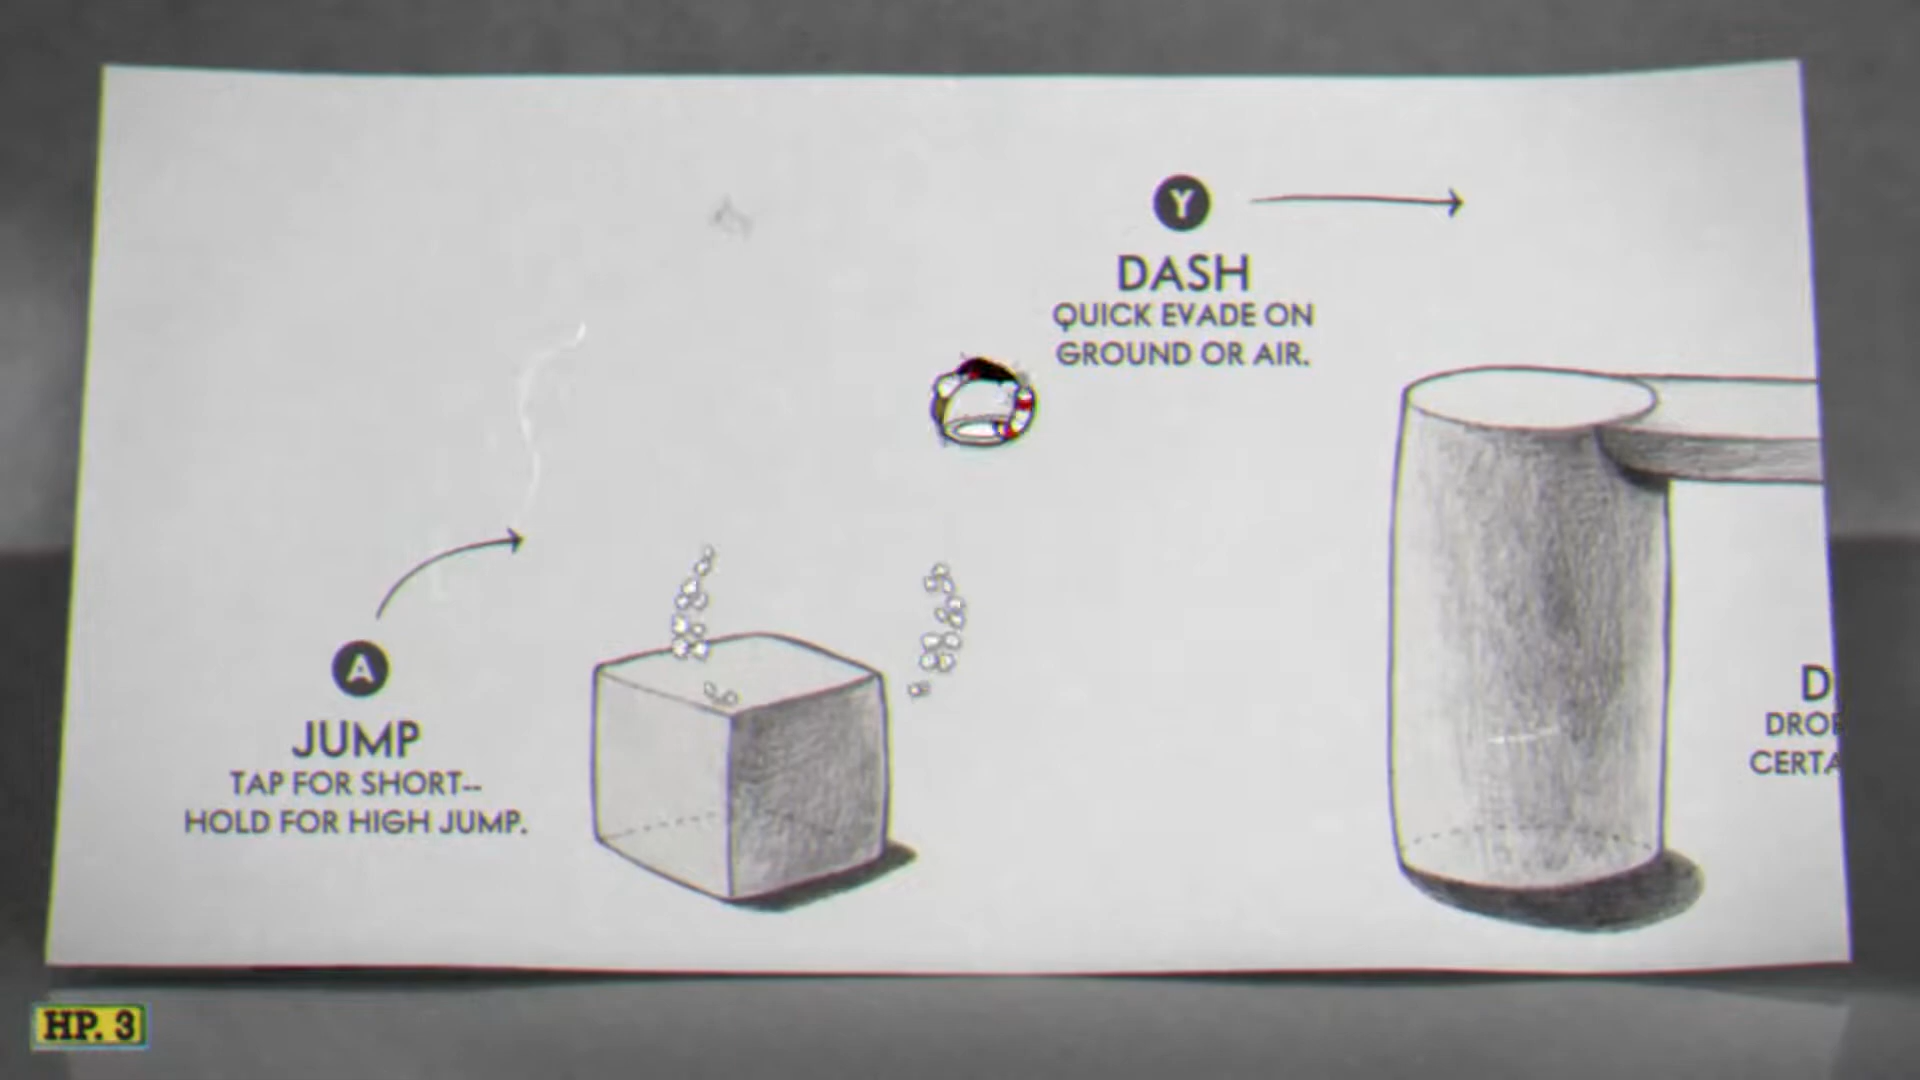 Y
DASH
QUICK EVADE ON
GROUND OR AIR.
A
JUMP
TAP FOR SHORT--
HOLD FOR HIGH JUMP.
HP. 3